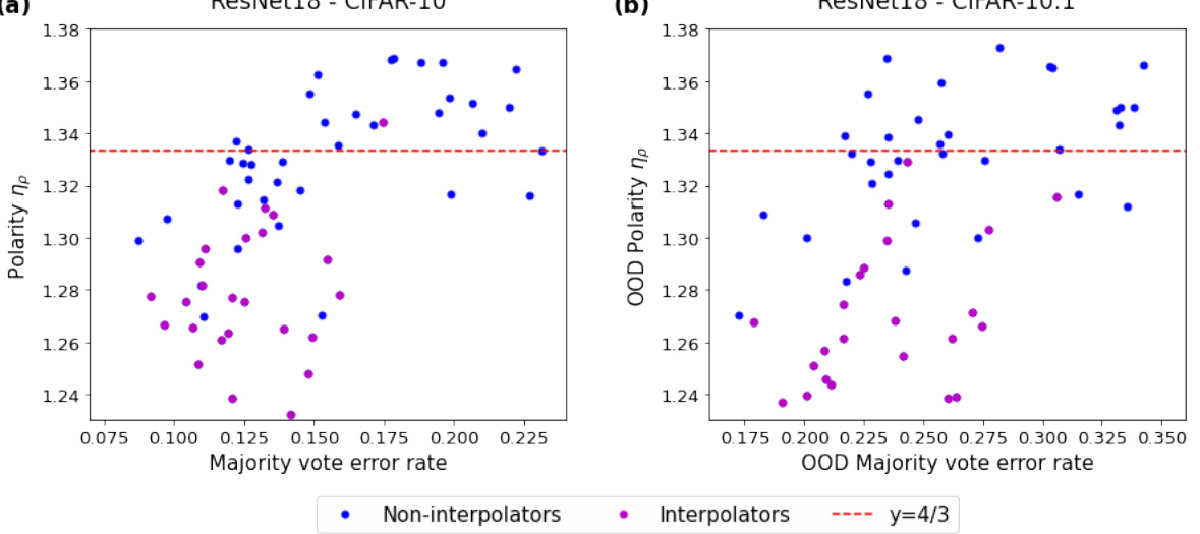 (a) ResNet18 - CIFAR-10
(b) ResNet18 - CIFAR-10.1
Polarity ηρ
1.38
1.36
1.34
1.32
1.30
1.28
1.26
1.24
0.075 0.100 0.125 0.150 0.175 0.200 0.225
Majority vote error rate
OOD Polarity ηρ
1.38
1.36
1.34
1.32
1.30
1.28
1.26
1.24
0.175 0.200 0.225 0.250 0.275 0.300 0.325 0.350
OOD Majority vote error rate
Non-interpolators Interpolators y=4/3